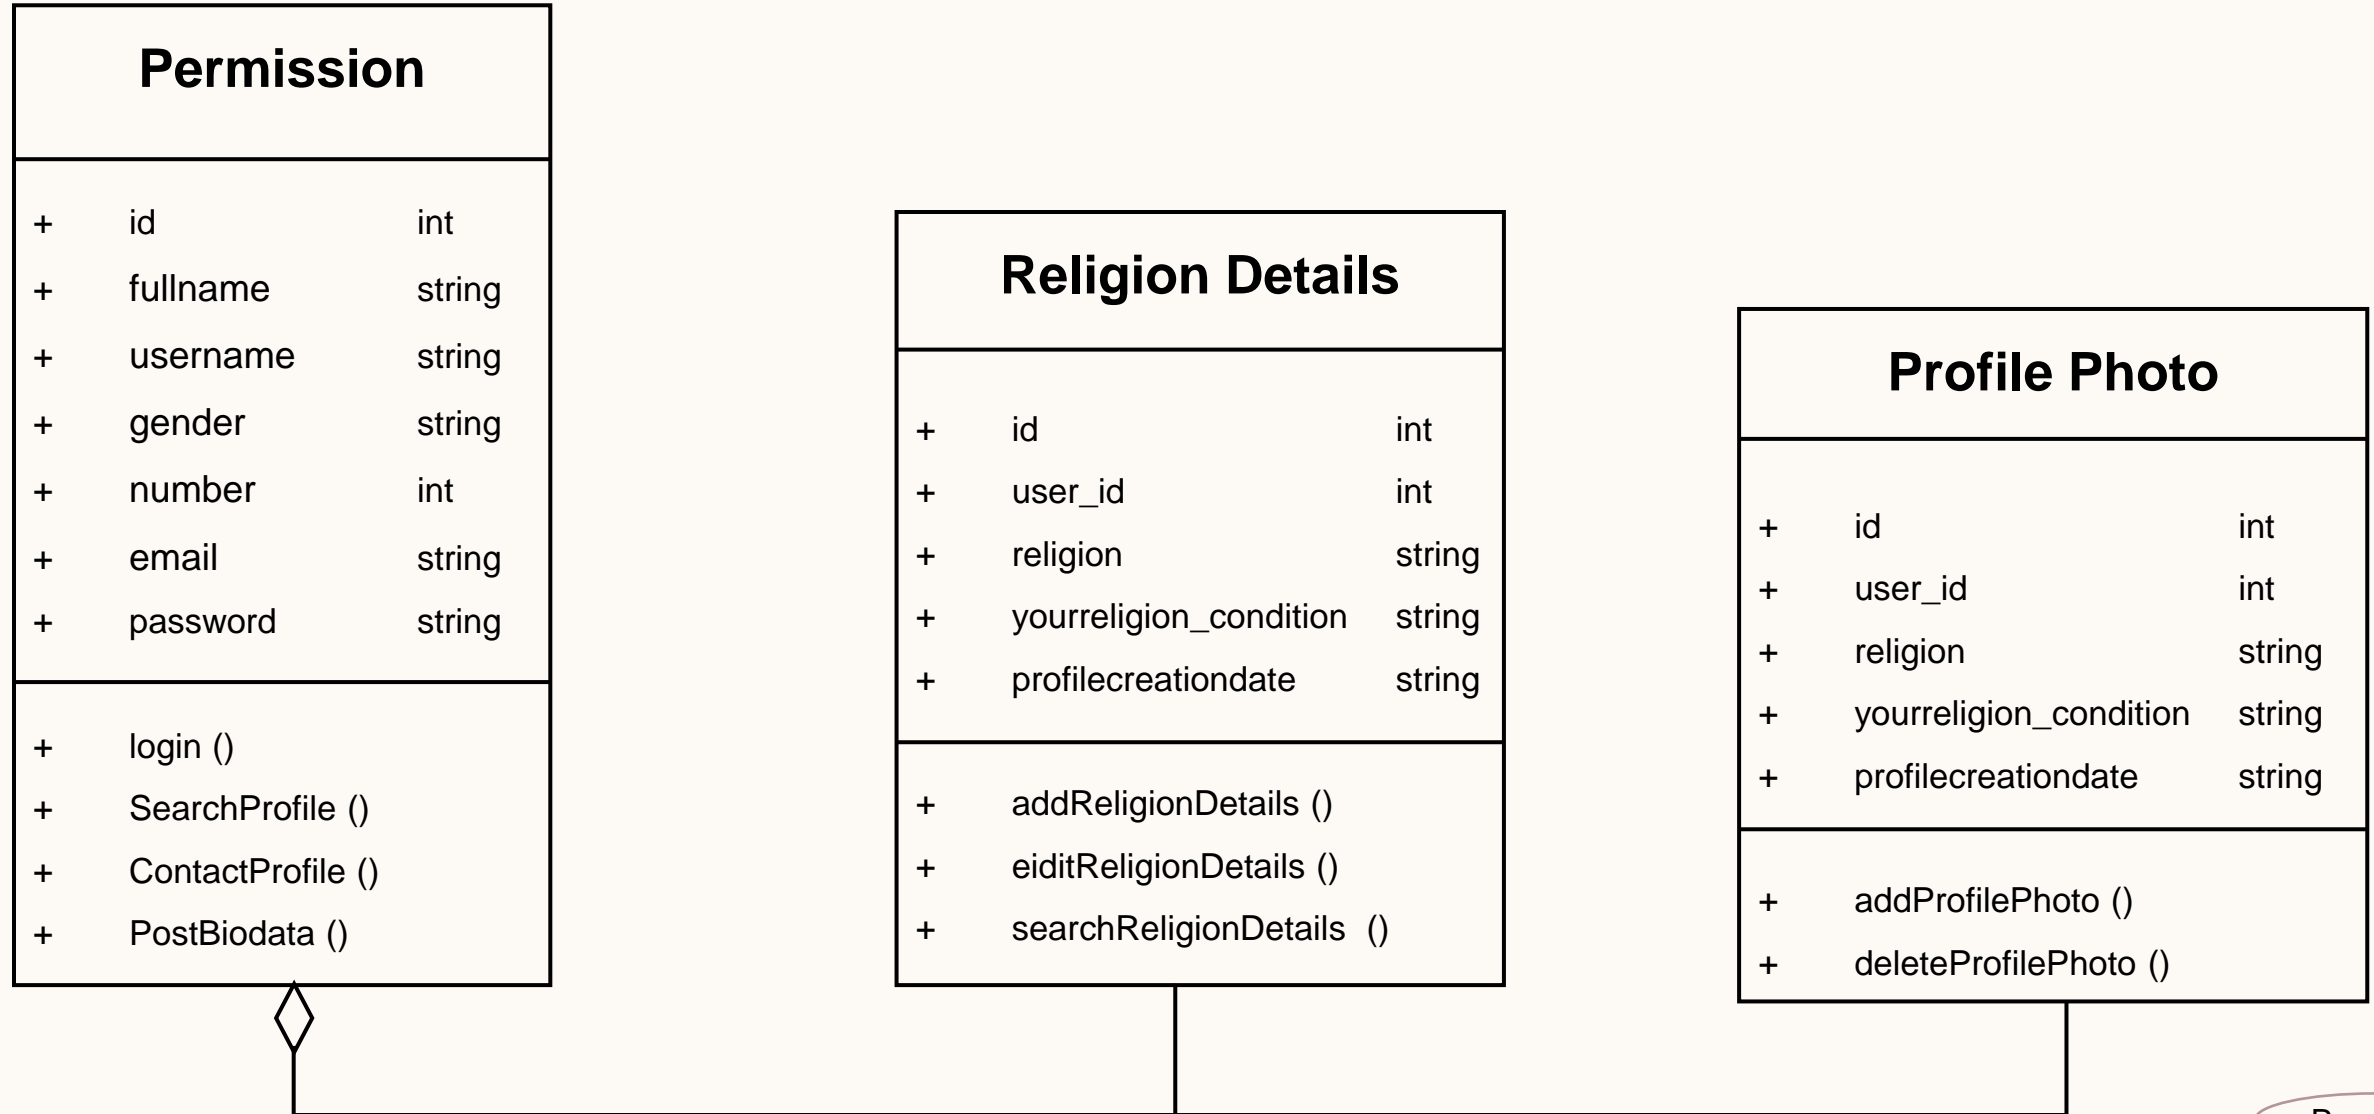 Permission
+ id int
+ fullname string
+ username string
+ gender string
+ number int
+ email string
+ password string
+ login ()
+ SearchProfile ()
+ ContactProfile ()
+ PostBiodata ()
Religion Details
+ id int
+ user_id int
+ religion string
+ yourreligion_condition string
+ profilecreationdate string
+ addReligionDetails ()
+ eiditReligionDetails ()
+ searchReligionDetails ()
Profile Photo
+ id int
+ user_id int
+ religion string
+ yourreligion_condition string
+ profilecreationdate string
+ addProfilePhoto ()
+ deleteProfilePhoto ()